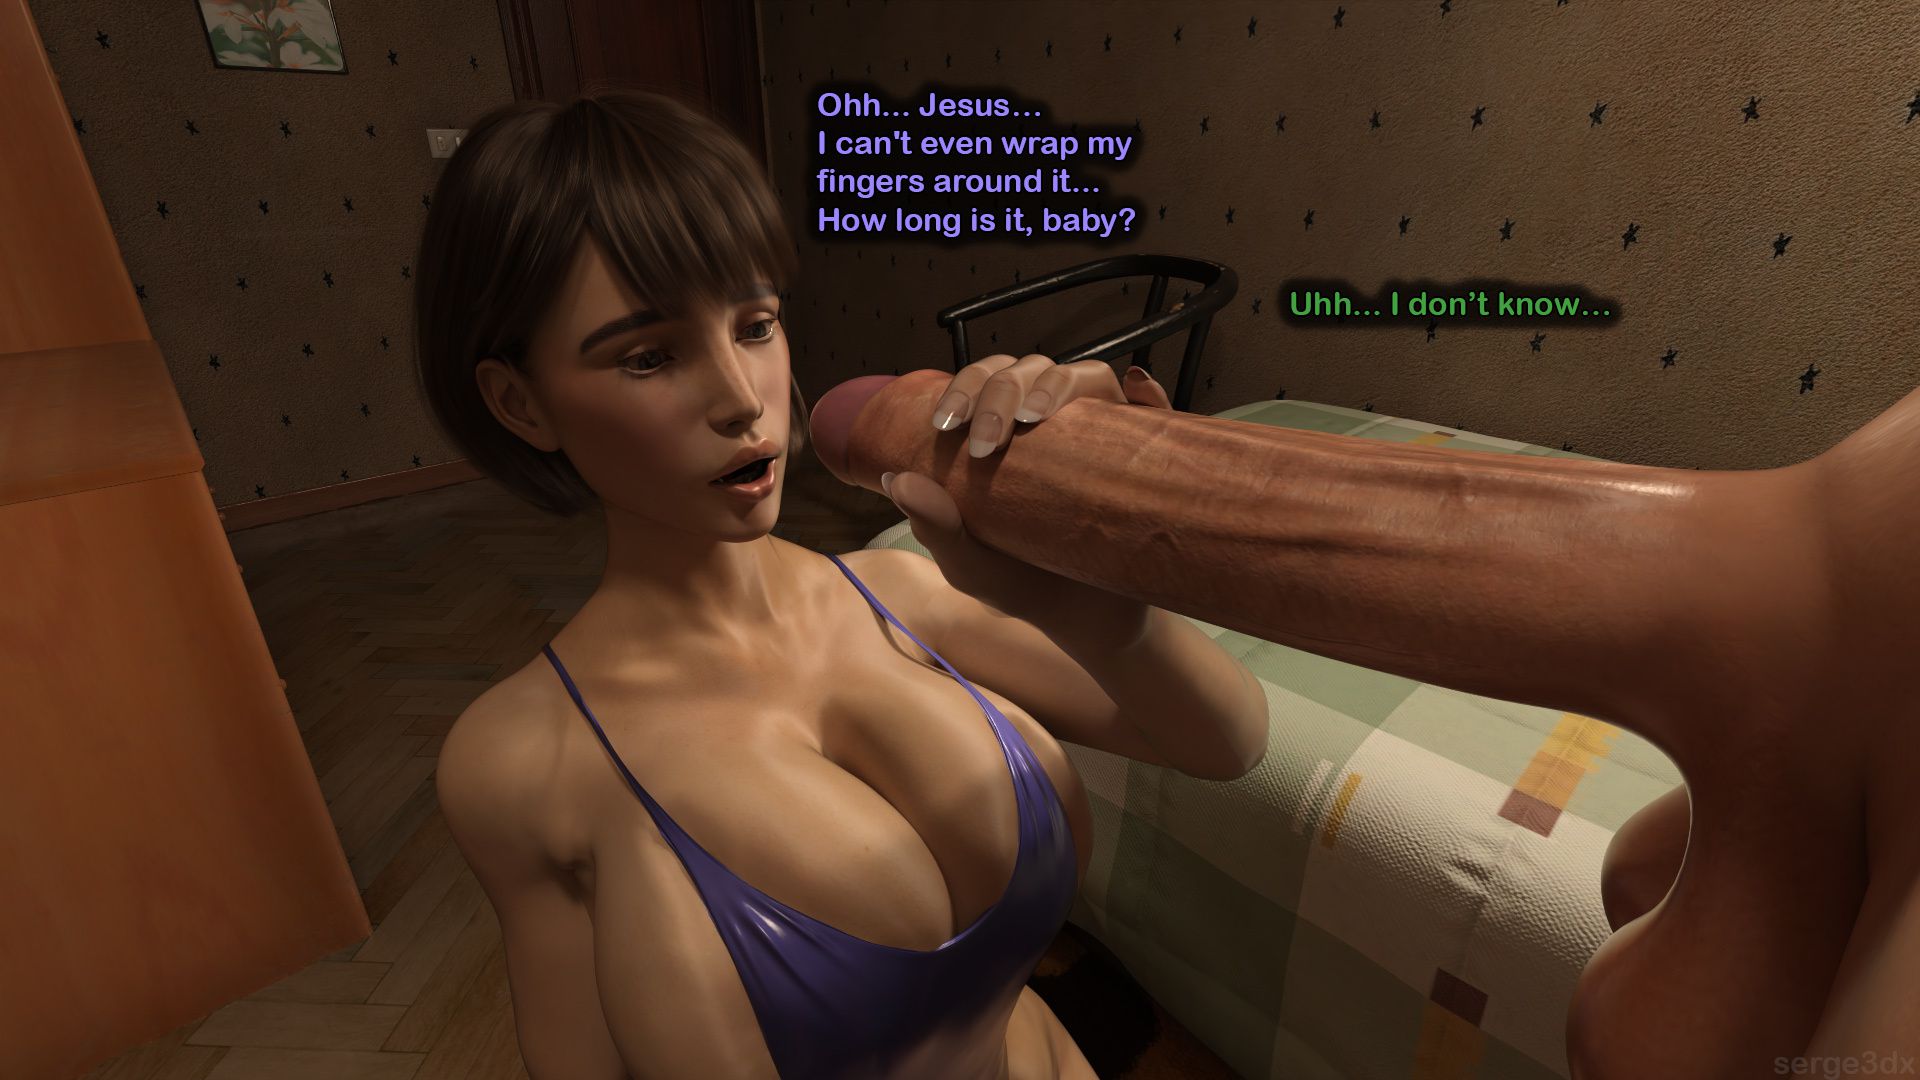 Ohh... Jesus...
I can't even wrap my
fingers around it...
How long is it, baby?
Uhh... I don’t know...
serge3dx